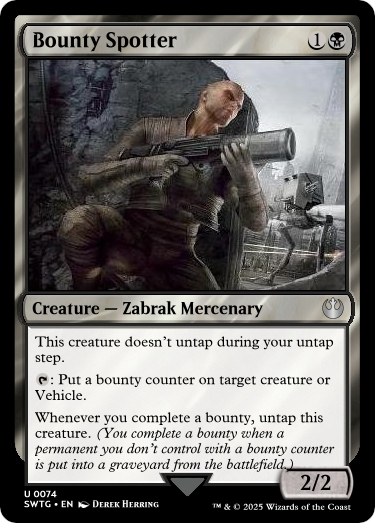 Bounty Spotter 1
Creature — Zabrak Mercenary
This creature doesn't untap during your untap
step.
: Put a bounty counter on target creature or
Vehicle.
Whenever you complete a bounty, untap this
creature. (You complete a bounty when a
permanent you don't control with a bounty counter
is put into a graveyard from the battlefield.)
2/2
U 0074
SWTG • EN DEREK HERRING
™ & © 2025 Wizards of the Coast